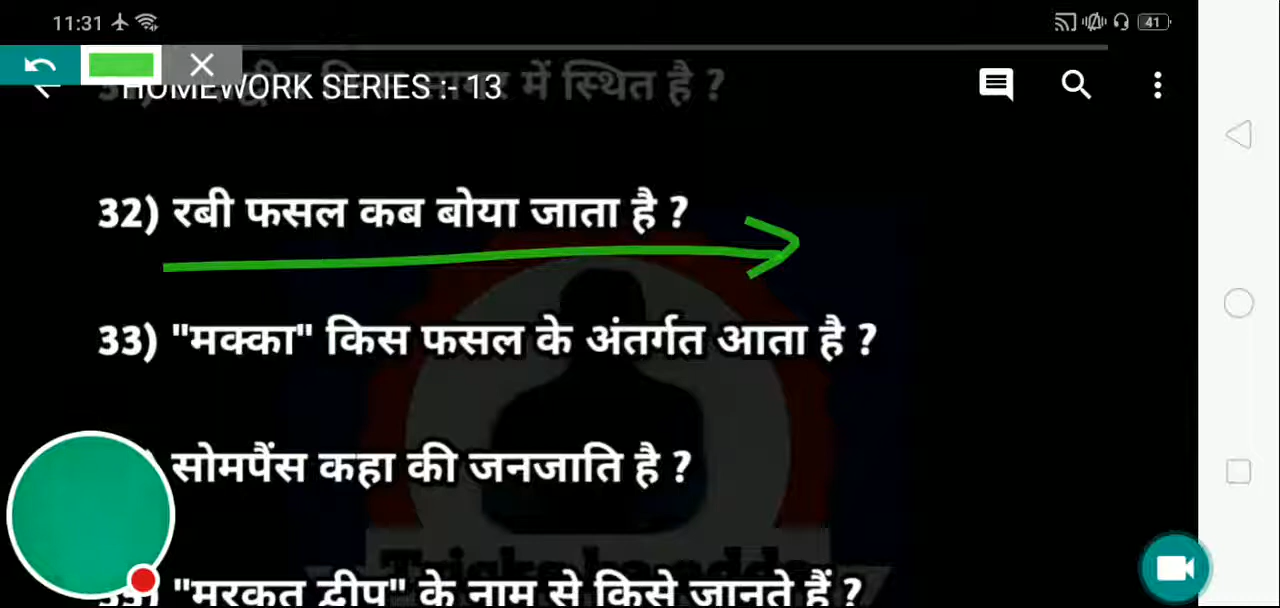 11:31
41
HOMEWORK SERIES :- 13
में स्थित है ?
32) रबी फसल कब बोया जाता है ?
33) "मक्का" किस फसल के अंतर्गत आता है ?
सोमपैंस कहा की जनजाति है ?
"मरकत द्वीप" के नाम से किसे जानते हैं ?